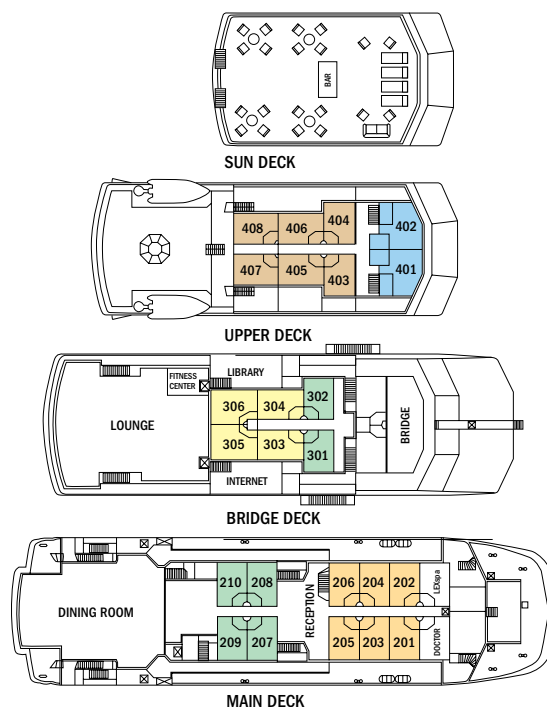 BAR
SUN DECK
408 406 404 402
407 405 403 401
UPPER DECK
FITNESS
CENTER
LIBRARY
LOUNGE
306 304 302
305 303 301
BRIDGE
INTERNET
BRIDGE DECK
DINING ROOM
210 208
209 207
RECEPTION
206 204 202
205 203 201
LEXspa
DOCTOR
MAIN DECK